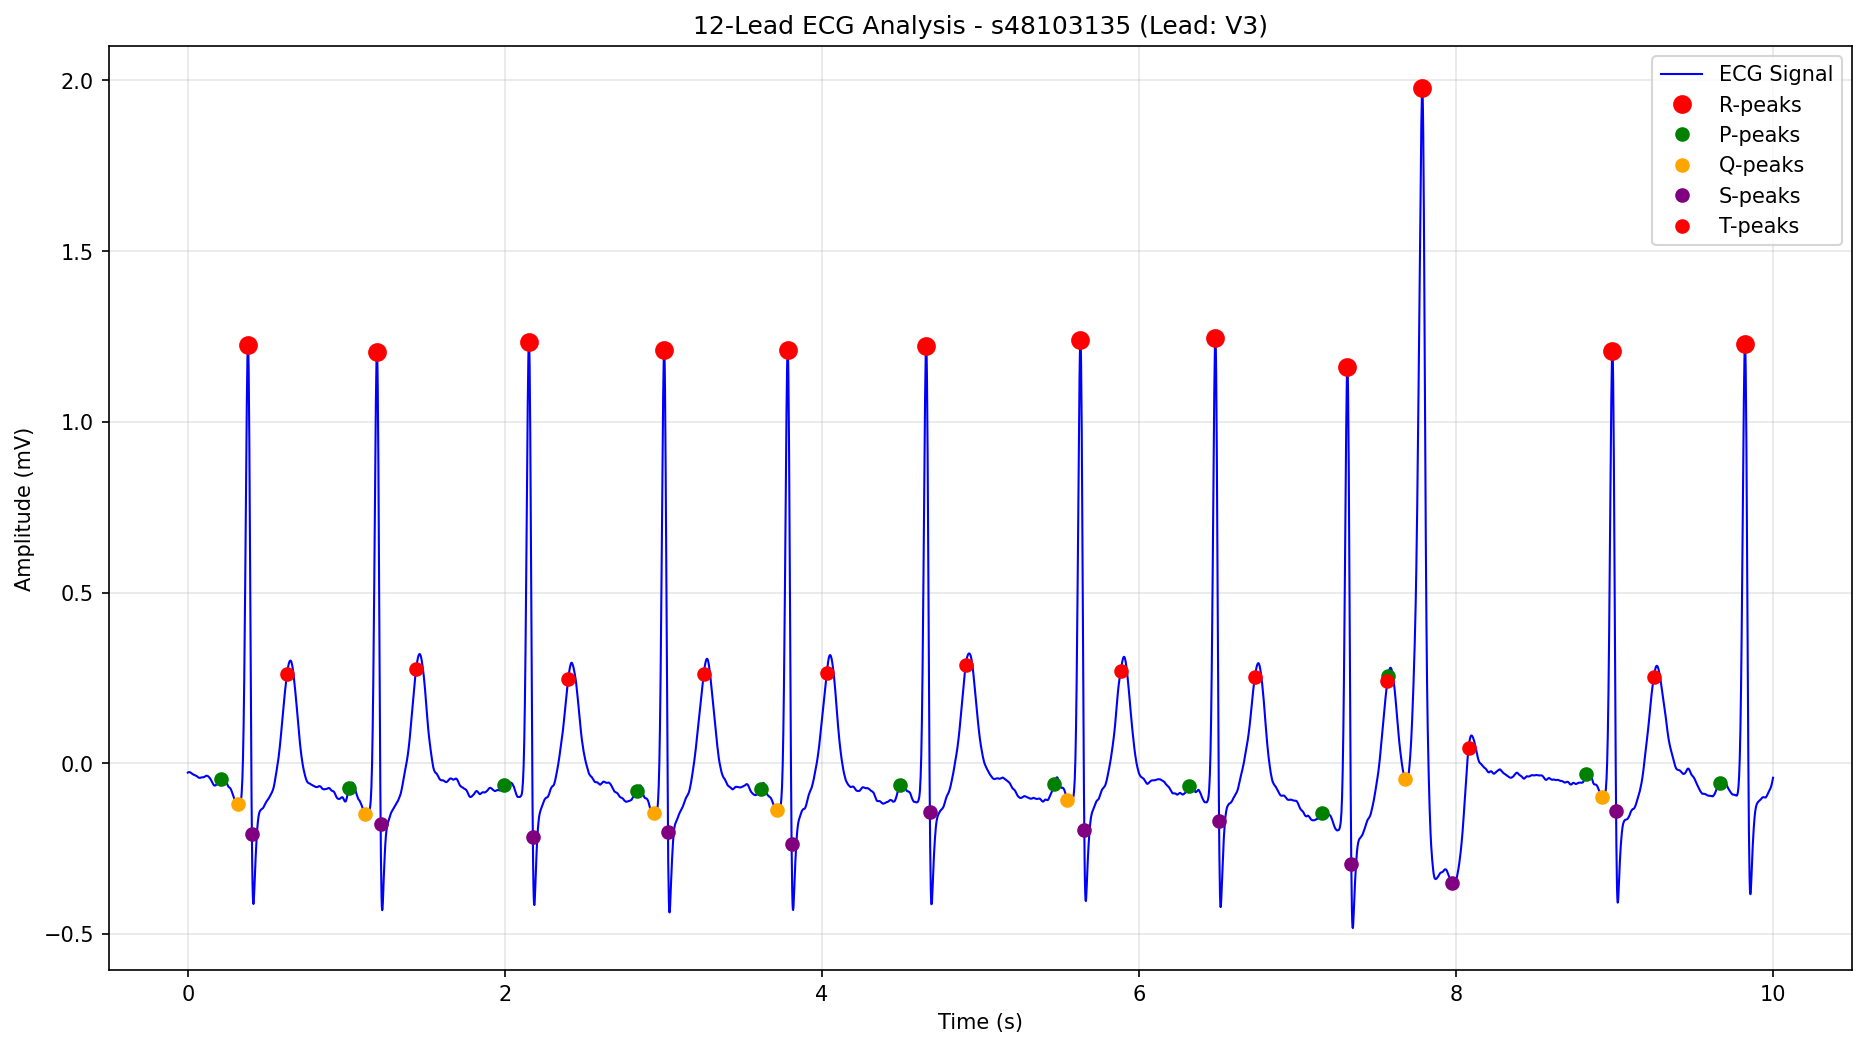 12-Lead ECG Analysis - s48103135 (Lead: V3)
ECG Signal
R-peaks
P-peaks
Q-peaks
S-peaks
T-peaks
Amplitude (mV)
2.0
1.5
1.0
0.5
0.0
−0.5
0 2 4 6 8 10
Time (s)